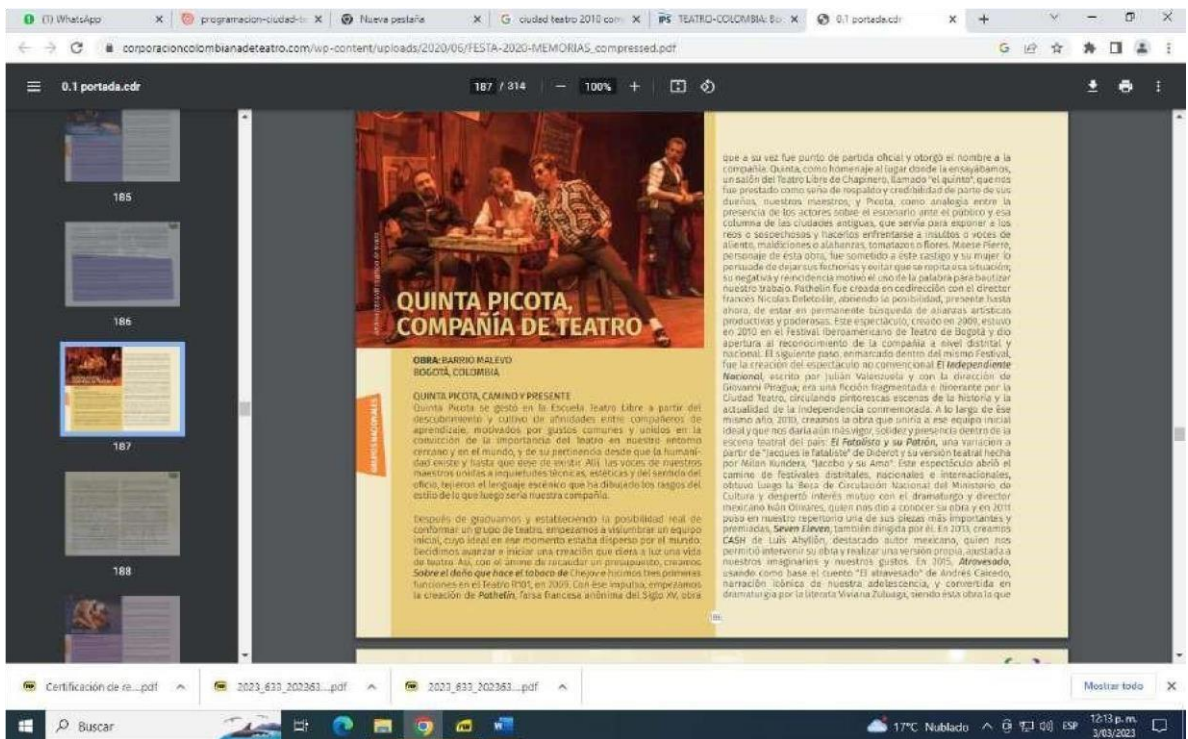 (1) WhatsApp
programacion-ciudad-t
Nueva pestaña
ciudad teatro 2010 com
TEATRO-COLOMBIA: Bo
0.1 portada.cdr
corporacioncolombianadeteatro.com/wp-content/uploads/2020/06/FESTA-2020-MEMORIAS_compressed.pdf
0.1 portada.cdr
187 / 314
100%
185
186
187
188
QUINTA PICOTA,
COMPAÑÍA DE TEATRO
GRUPOS NACIONALES
OBRA: BARRIO MALEVO
BOGOTÁ, COLOMBIA
QUINTA PICOTA, CAMINO Y PRESENTE
Quinta Picota se gestó en la Escuela Teatro Libre a partir del
descubrimiento y cultivo de afinidades entre compañeros de
aprendizaje, motivados por gustos comunes y unidos en la
convicción de la importancia del teatro en nuestro entorno
cercano y en el mundo, y de su pertinencia desde que la humani-
dad existe y hasta que deje de existir. Allí, las voces de nuestros
maestros unidas a inquietudes técnicas, estéticas y del sentido del
oficio, tejieron el lenguaje escénico que ha dibujado los rasgos del
estilo de lo que luego sería nuestra compañía.
Después de graduarnos y estableciendo la posibilidad real de
conformar un grupo de teatro, empezamos a vislumbrar un equipo
inicial, cuyo ideal en ese momento estaba disperso por el mundo.
Decidimos avanzar e iniciar una creación que diera a luz una vida
de teatro. Así, con el ánimo de recaudar un presupuesto, creamos
Sobre el daño que hace el tabaco de Chejov e hicimos tres primeras
funciones en el Teatro R101, en 2009. Con ese impulso, empezamos
la creación de Pathelin, farsa francesa anónima del Siglo XV, obra
que a su vez fue punto de partida oficial y otorgó el nombre a la
compañía. Quinta, como homenaje al lugar donde la ensayábamos,
un salón del Teatro Libre de Chapinero, llamado "el quinto", que nos
fue prestado como seña de respaldo y credibilidad de parte de sus
dueños, nuestros maestros; y Picota, como analogía entre la
presencia de los actores sobre el escenario ante el público y esa
columna de las ciudades antiguas, que servía para exponer a los
reos o sospechosos y hacerlos enfrentarse a insultos o voces de
aliento, maldiciones o alabanzas, tomatazos o flores. Maese Pierre,
personaje de esta obra, fue sometido a este castigo y su mujer lo
persuade de dejar sus fechorías y evitar que se repita esa situación;
su negativa y reincidencia motivó el uso de la palabra para bautizar
nuestro trabajo. Pathelin fue creada en codirección con el director
francés Nicolas abriendo la posibilidad, presente hasta
ahora, de estar en permanente búsqueda de alianzas artísticas
productivas y poderosas. Este espectáculo, creado en 2009, estuvo
en 2010 en el Festival Iberoamericano de Teatro de Bogotá y dio
apertura al reconocimiento de la compañía a nivel distrital y
nacional. El siguiente paso, enmarcado dentro del mismo Festival,
fue la creación del espectáculo no convencional El Independiente
Nacional, escrito por Julián Valenzuela y con la dirección de
Giovanni Piragua; era una ficción fragmentada e itinerante por la
Ciudad Teatro, circulando pintorescas escenas de la historia y la
actualidad de la independencia conmemorada. A lo largo de ese
mismo año, 2010, creamos la obra que uniría a ese equipo inicial
ideal y que nos daría aún más vigor, solidez y presencia dentro de la
escena teatral del país: El Fatalista y su Patrón, una variación a
partir de "Jacques le fataliste" de Diderot y su versión teatral hecha
por Milan Kundera, "Jacobo y su Amo". Este espectáculo abrió el
camino de festivales distritales, nacionales e internacionales,
obtuvo luego la Beca de Circulación Nacional del Ministerio de
Cultura y despertó interés mutuo con el dramaturgo y director
mexicano Iván Olivares, quien nos dio a conocer su obra y en 2011
puso en nuestro repertorio una de sus piezas más importantes y
premiadas, Seven Eleven, también dirigida por él. En 2013, creamos
CASH de Luis Ahyllón, destacado autor mexicano, quien nos
permitió intervenir su obra y realizar una versión propia, ajustada a
nuestros imaginarios y nuestros gustos. En 2015, Atravesado,
usando como base el cuento "El atravesado" de Andrés Caicedo,
narración icónica de nuestra adolescencia, y convertida en
dramaturgia por la literata Viviana Zuluaga, siendo esta obra la que
186
Certificación de re....pdf
2023_633_202363....pdf
2023_633_202363....pdf
Mostrar todo
Buscar
17°C Nublado
ESP
12:13 p. m.
3/03/2023